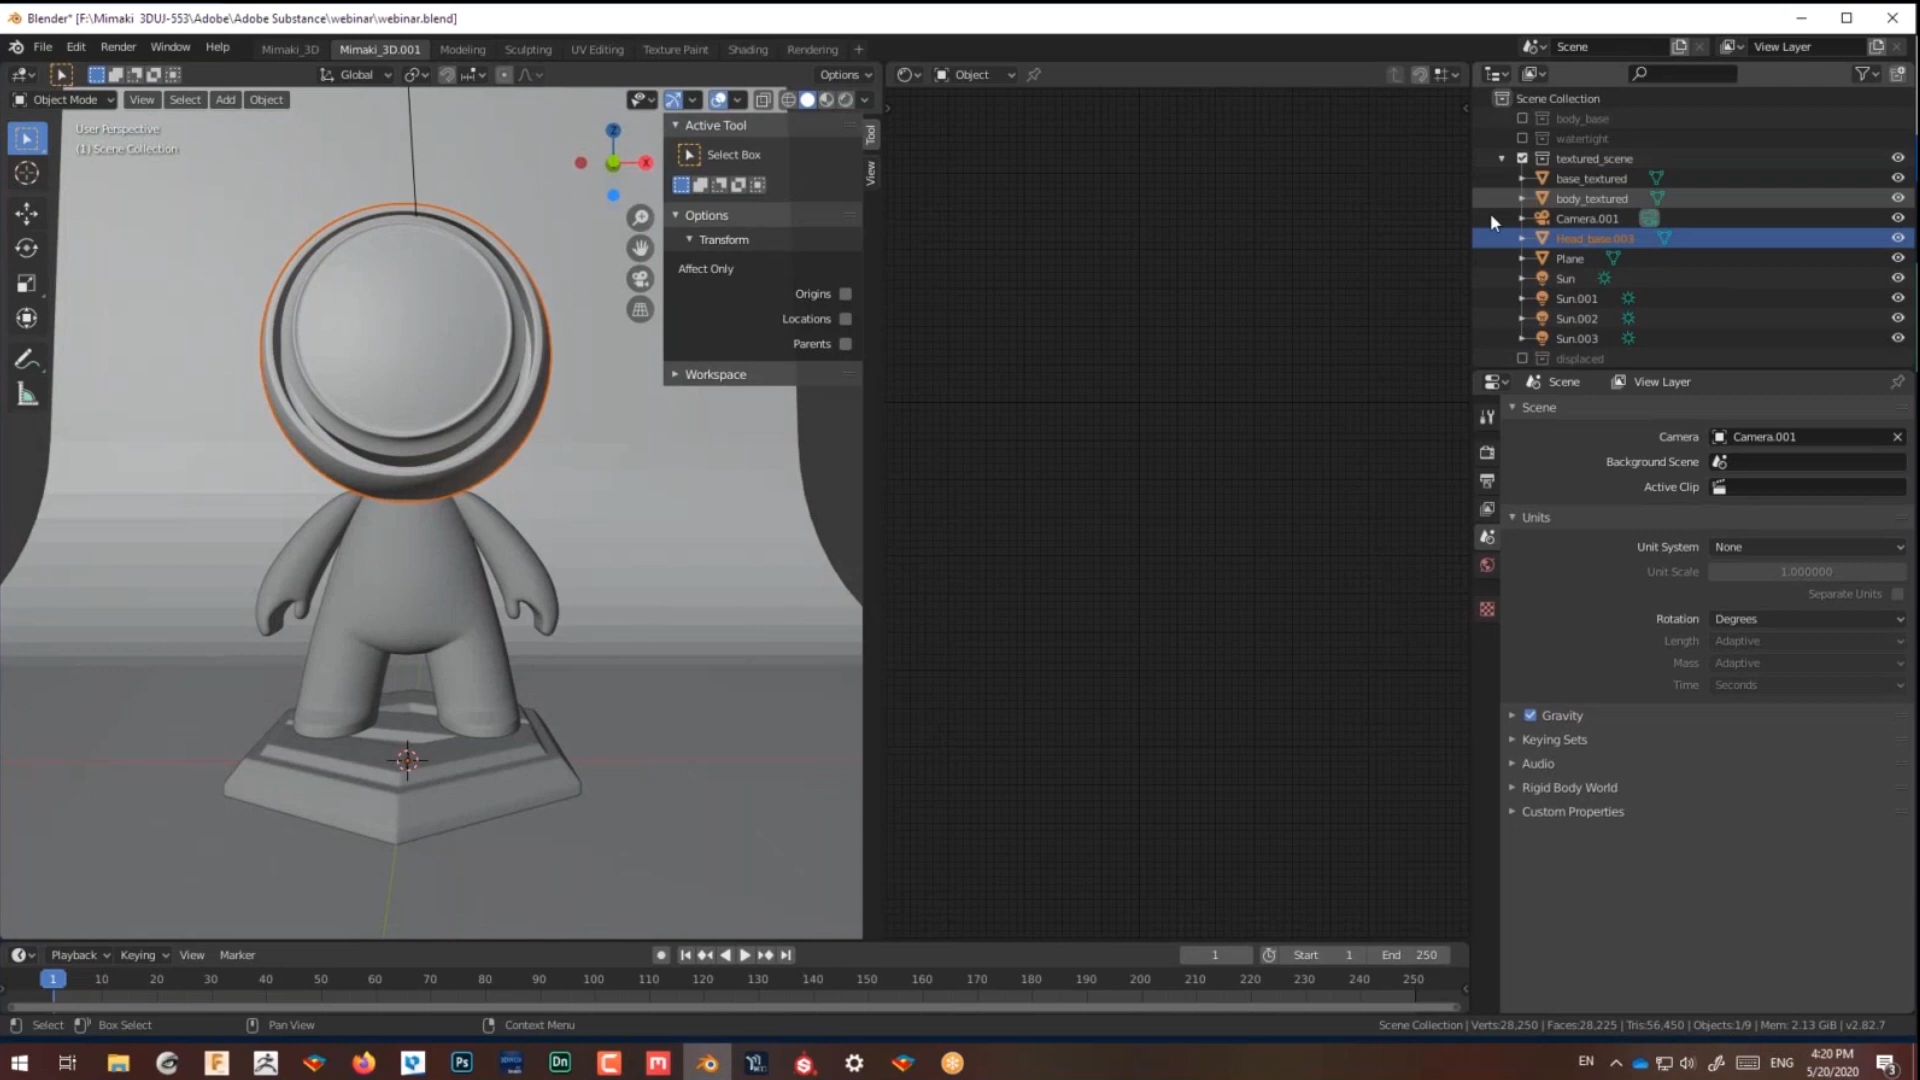 Blender* [F:\Mimaki 3DUJ-553\Adobe\Adobe Substance\webinar\webinar.blend]
File Edit Render Window Help Mimaki_3D Mimaki_3D.001 Modeling Sculpting UV Editing Texture Paint Shading Rendering + Scene View Layer
Global Options Object
Object Mode View Select Add Object
User Perspective
(1) Scene Collection
Z
X
Active Tool
Select Box
Options
Transform
Affect Only
Origins
Locations
Parents
Workspace
Tool
View
Scene Collection
body_base
watertight
textured_scene
base_textured
body_textured
Camera.001
Head_base.003
Plane
Sun
Sun.001
Sun.002
Sun.003
displaced
Scene View Layer
Scene
Camera Camera.001
Background Scene
Active Clip
Units
Unit System None
Unit Scale 1.000000
Separate Units
Rotation Degrees
Length Adaptive
Mass Adaptive
Time Seconds
Gravity
Keying Sets
Audio
Rigid Body World
Custom Properties
Playback Keying View Marker 1 Start 1 End 250
1 10 20 30 40 50 60 70 80 90 100 110 120 130 140 150 160 170 180 190 200 210 220 230 240 250
Select Box Select Pan View Context Menu Scene Collection | Verts:28,250 | Faces:28,225 | Tris:56,450 | Objects:1/9 | Mem: 2.13 GiB | v2.82.7
Ps Dn EN ENG 4:20 PM
5/20/2020 3